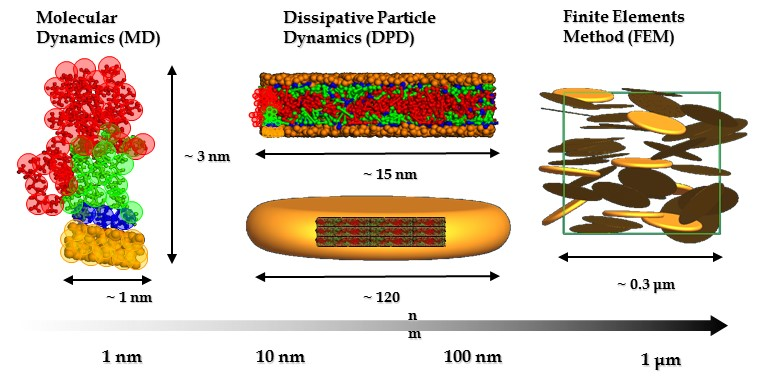 Molecular
Dynamics (MD)
Dissipative Particle
Dynamics (DPD)
Finite Elements
Method (FEM)
~ 3 nm
~ 1 nm
~ 15 nm
~ 120
n
m
~ 0.3 μm
1 nm
10 nm
100 nm
1 μm